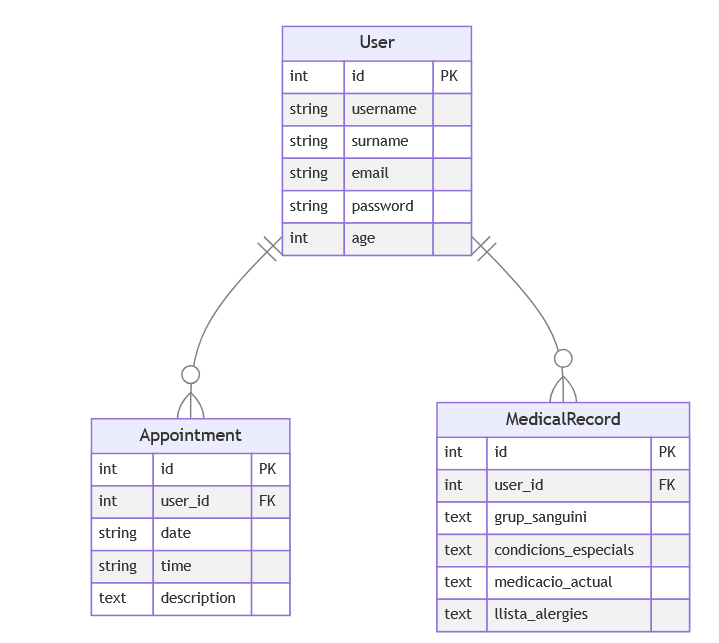 User
int id PK
string username
string surname
string email
string password
int age
Appointment
int id PK
int user_id FK
string date
string time
text description
MedicalRecord
int id PK
int user_id FK
text grup_sanguini
text condicions_especials
text medicacio_actual
text llista_alergies